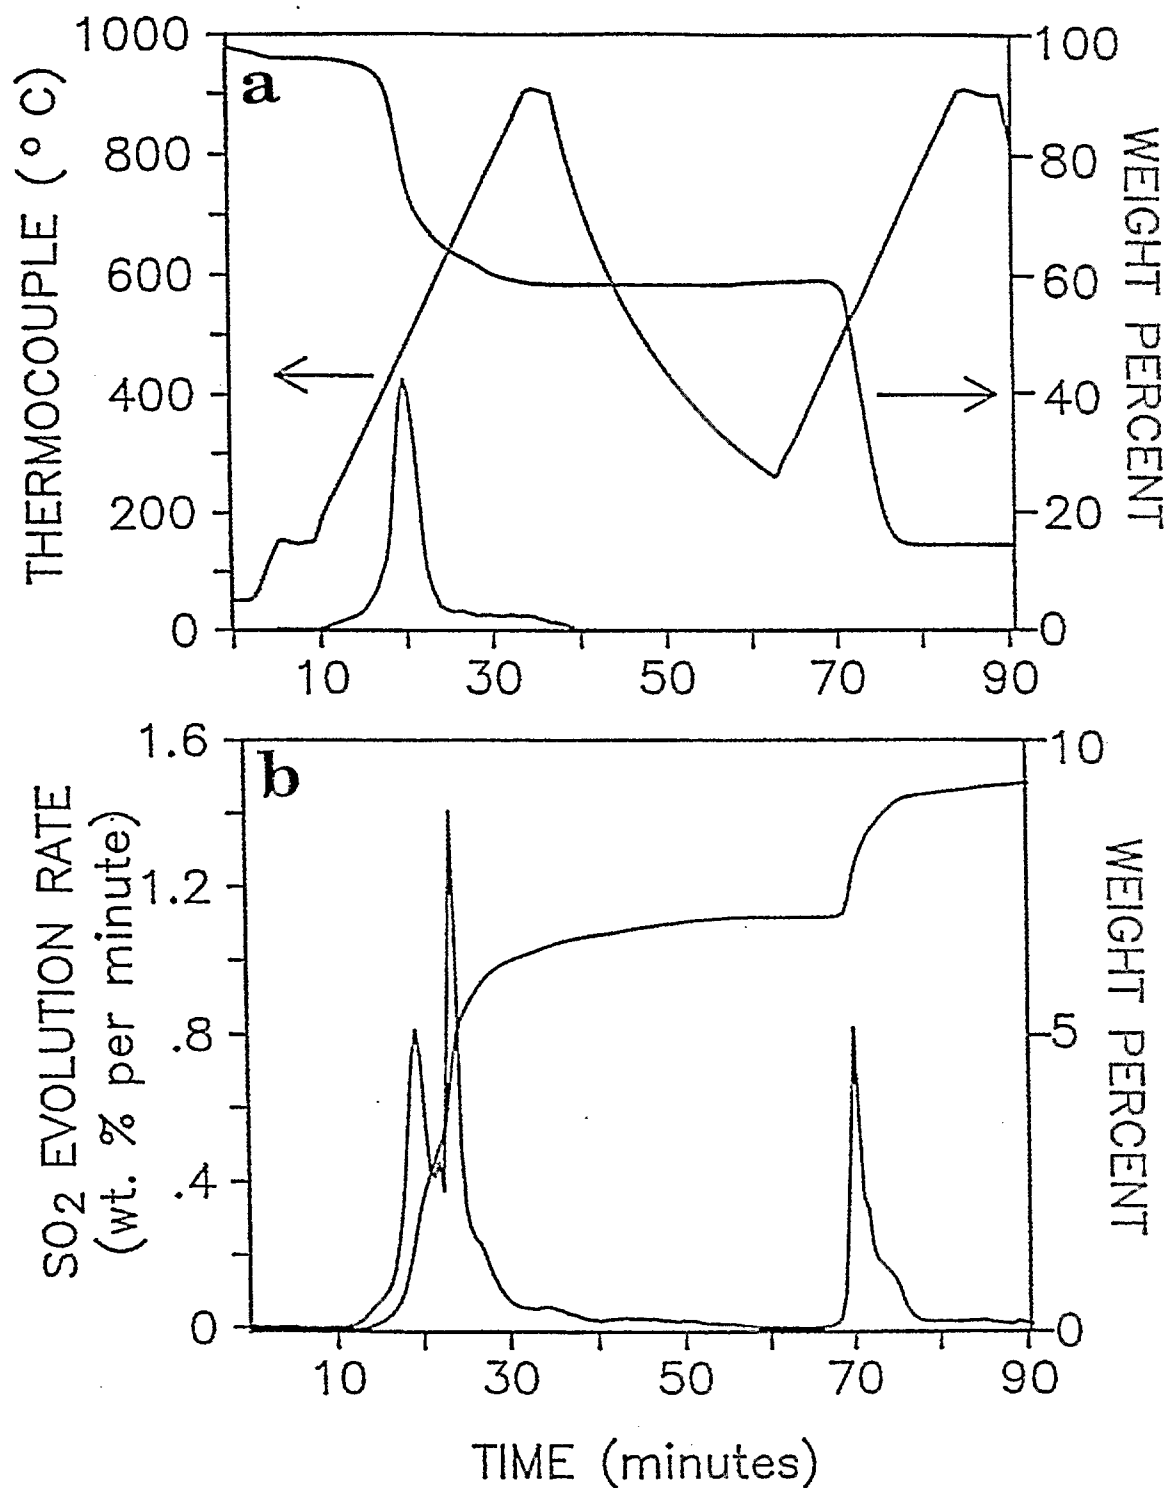 a
THERMOCOUPLE (° C)
1000
800
600
400
200
0
100
80
60
40
20
0
WEIGHT PERCENT
10 30 50 70 90
b
SO2 EVOLUTION RATE
(wt. % per minute)
1.6
1.2
.8
.4
0
10
5
0
WEIGHT PERCENT
10 30 50 70 90
TIME (minutes)